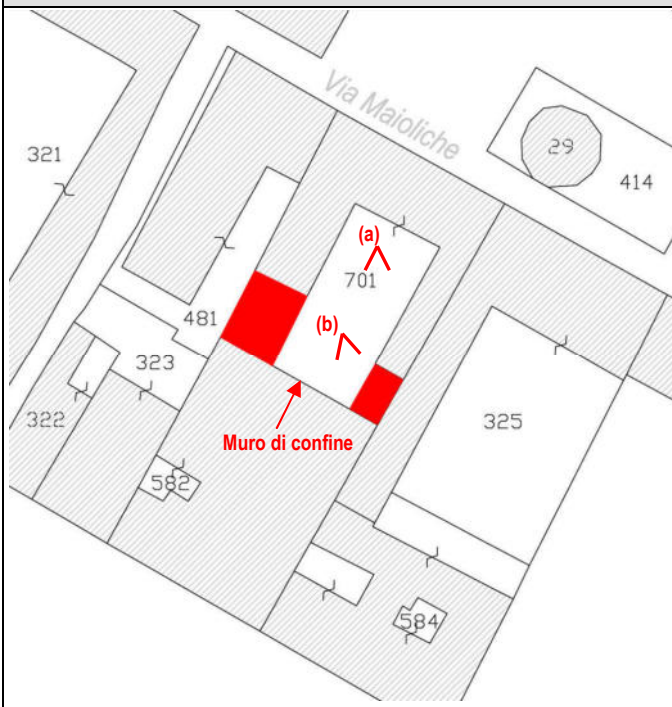 Via Maioliche
321
29
414
(a)
701
481
(b)
323
322
325
Muro di confine
582
584